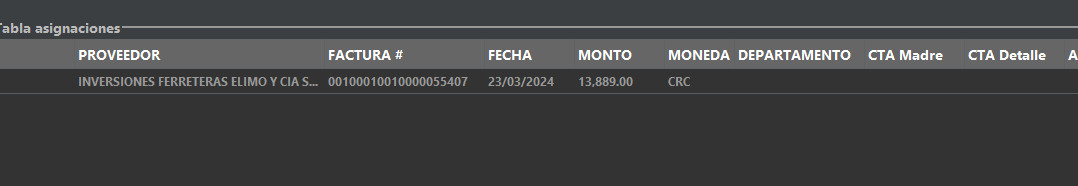 Tabla asignaciones
PROVEEDOR FACTURA # FECHA MONTO MONEDA DEPARTAMENTO CTA Madre CTA Detalle A
INVERSIONES FERRETERAS ELIMO Y CIA S... 00100010010000055407 23/03/2024 13,889.00 CRC